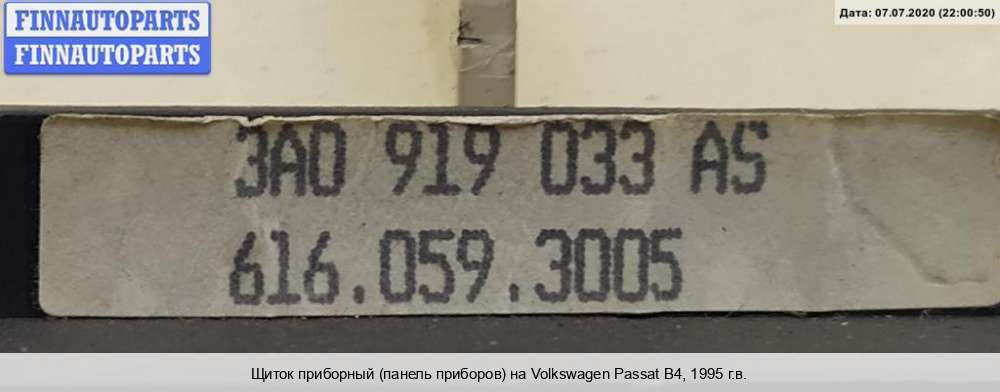 FINNAUTOPARTS
FINNAUTOPARTS
Дата: 07.07.2020 (22:00:50)
3A0 919 033 AS
616.059.3005
Щиток приборный (панель приборов) на Volkswagen Passat B4, 1995 г.в.